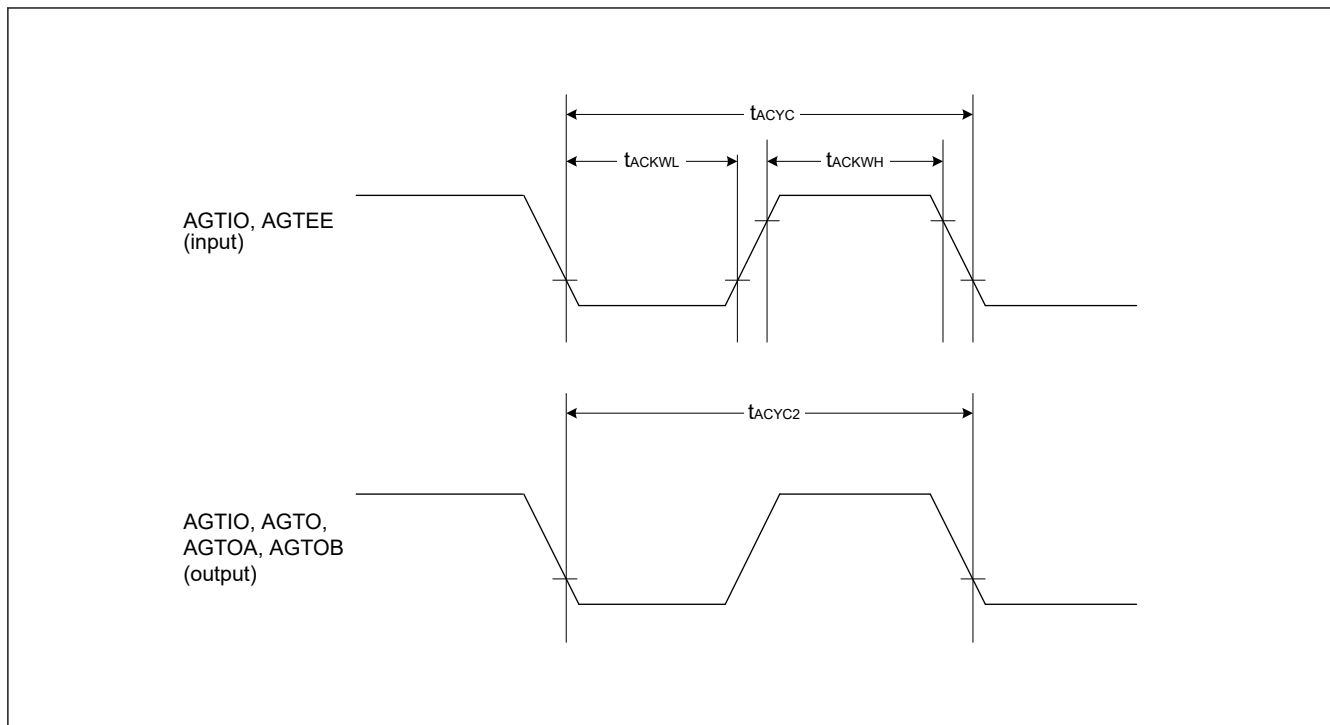 tACYC
tACKWL
tACKWH
AGTIO, AGTEE
(input)
tACYC2
AGTIO, AGTO,
AGTOA, AGTOB
(output)